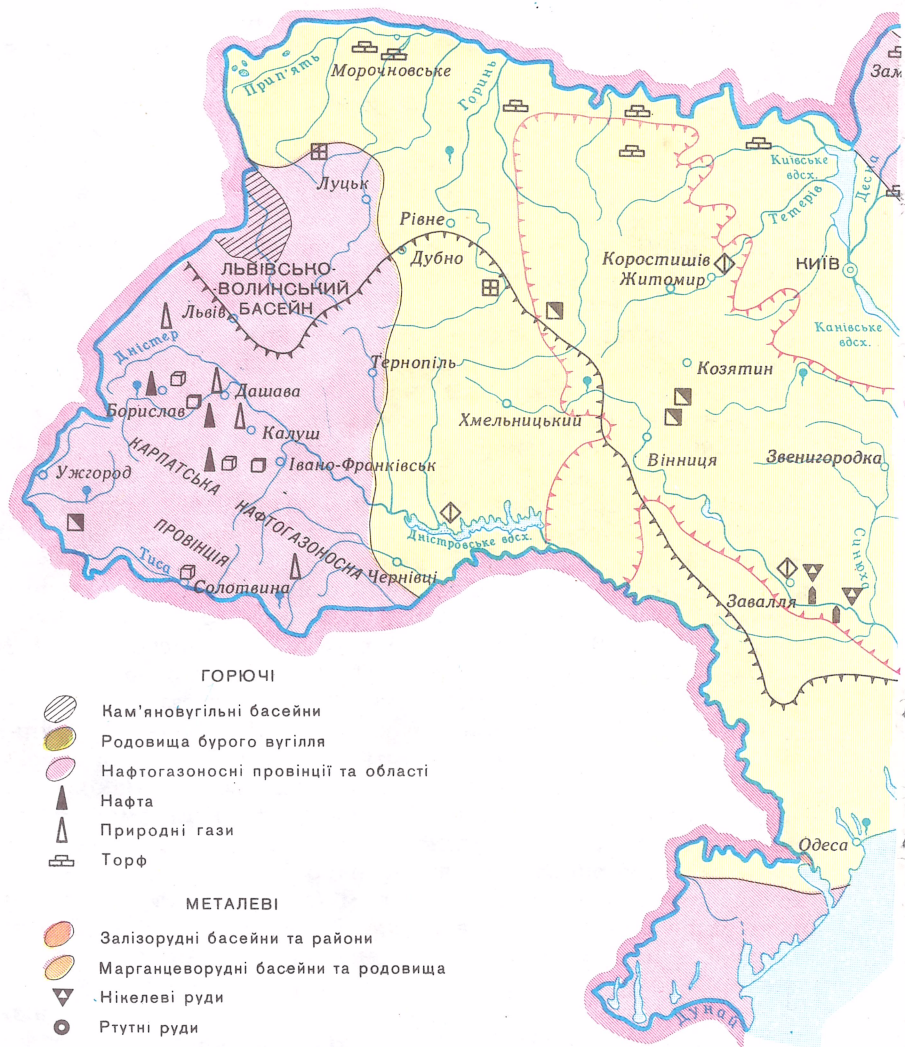 Прип'ять
Морочновське
Горинь
Зам
Київське
вдсх.
Десна
Тетерів
Луцьк
Рівне
Дубно
Коростишів
Житомир
КИЇВ
ЛЬВІВСЬКО-
ВОЛИНСЬКИЙ
БАСЕЙН
Львів
Канівське
вдсх.
Дністер
Тернопіль
Козятин
Дашава
Борислав
Хмельницький
Калуш
Вінниця
Звенигородка
Ужгород
Івано-Франківськ
КАРПАТСЬКА
НАФТОГАЗОНОСНА
ПРОВІНЦІЯ
Дністровське вдсх.
Синюха
Тиса
Солотвина
Чернівці
Завалля
ГОРЮЧІ
Кам'яновугільні басейни
Родовища бурого вугілля
Нафтогазоносні провінції та області
Нафта
Природні гази
Торф
Одеса
МЕТАЛЕВІ
Залізорудні басейни та райони
Марганцеворудні басейни та родовища
Нікелеві руди
Ртутні руди
Дунай